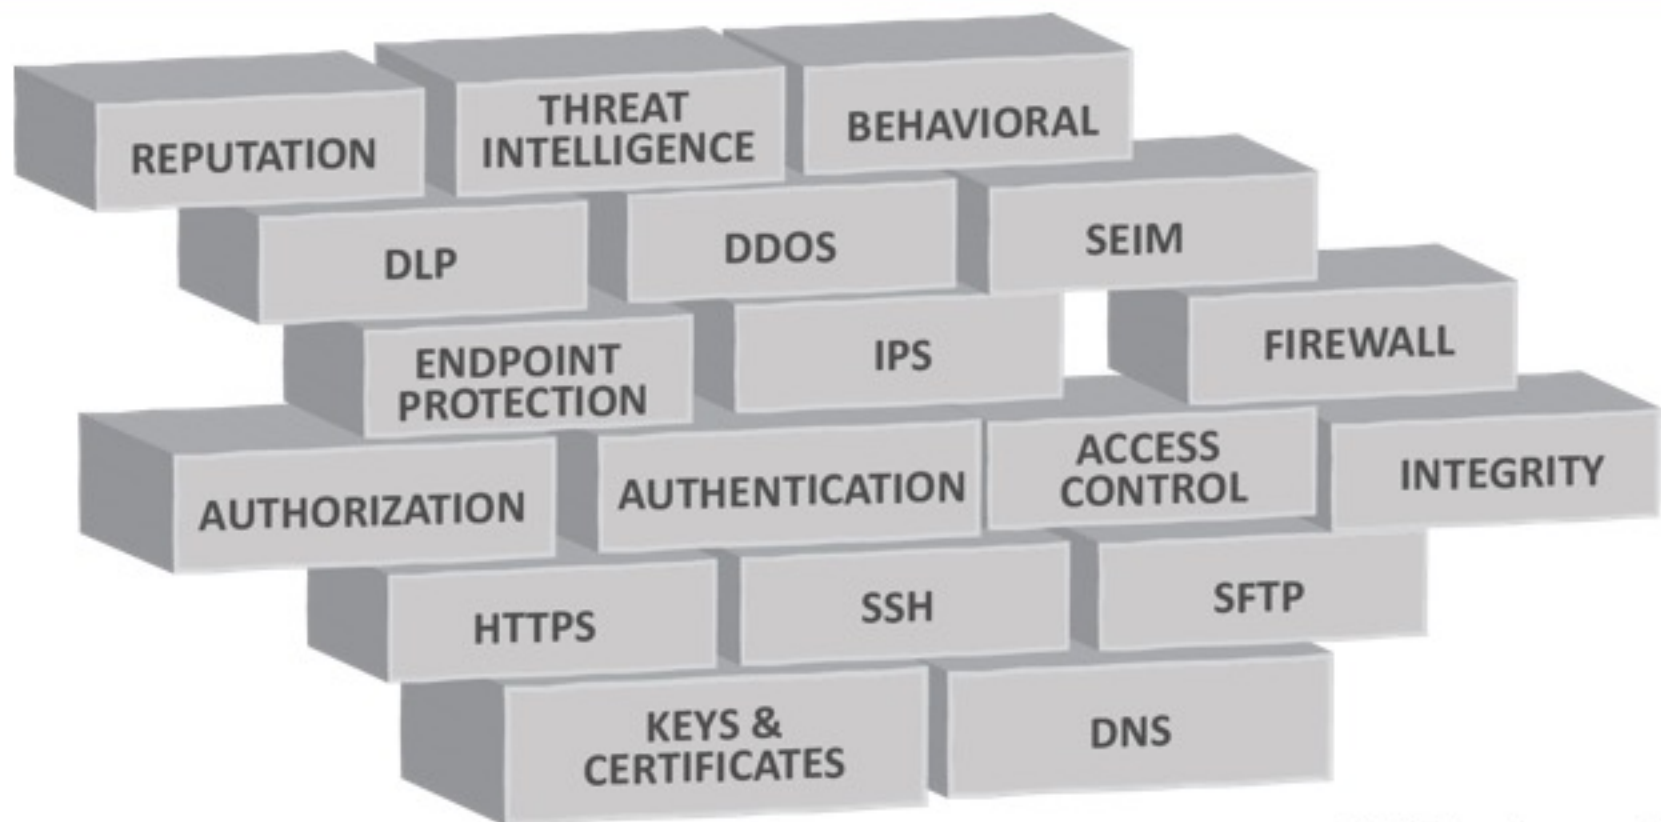 REPUTATION
THREAT
INTELLIGENCE
BEHAVIORAL
DLP
DDOS
SEIM
ENDPOINT
PROTECTION
IPS
FIREWALL
AUTHORIZATION
AUTHENTICATION
ACCESS
CONTROL
INTEGRITY
HTTPS
SSH
SFTP
KEYS &
CERTIFICATES
DNS